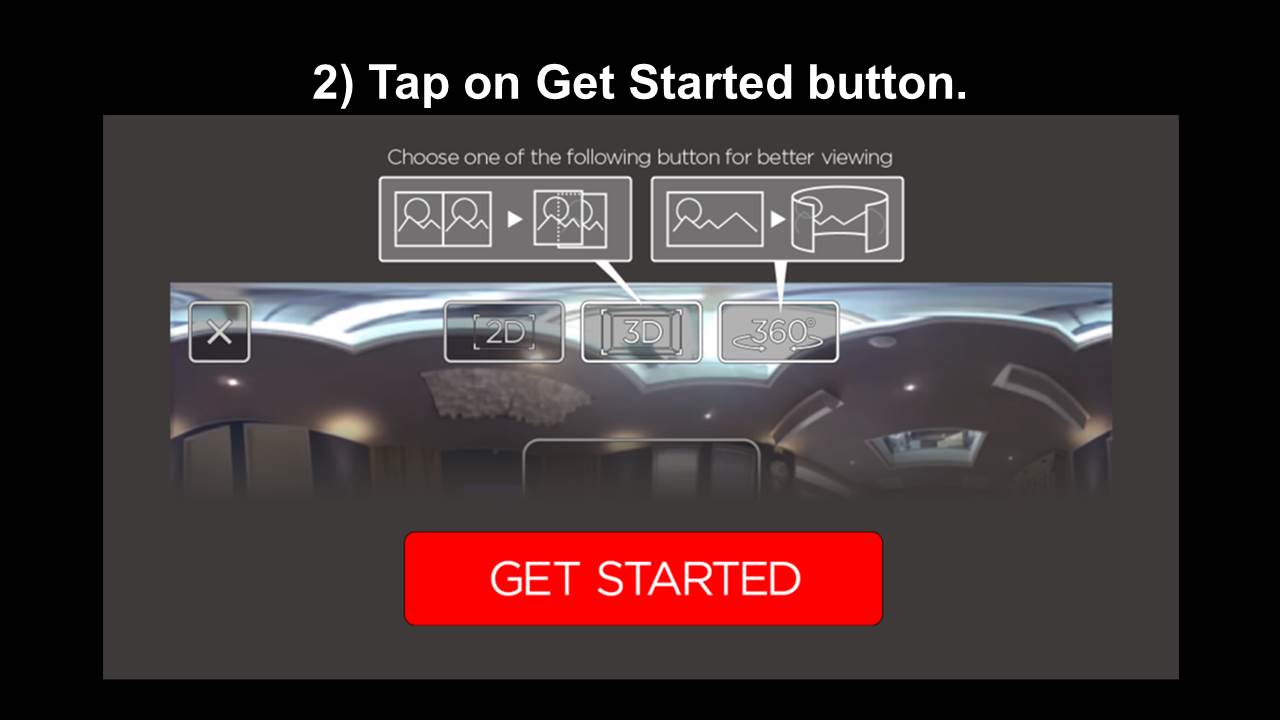 2) Tap on Get Started button.
Choose one of the following button for better viewing
2D
3D
360°
GET STARTED